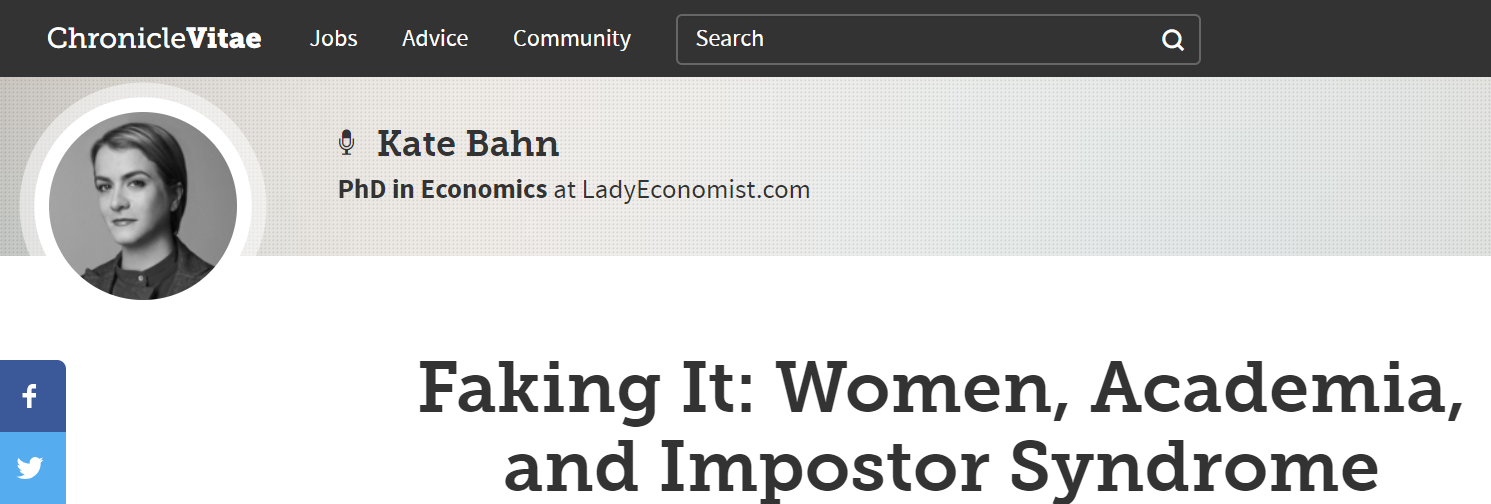 ChronicleVitae Jobs Advice Community Search
Kate Bahn
PhD in Economics at LadyEconomist.com
Faking It: Women, Academia,
and Impostor Syndrome